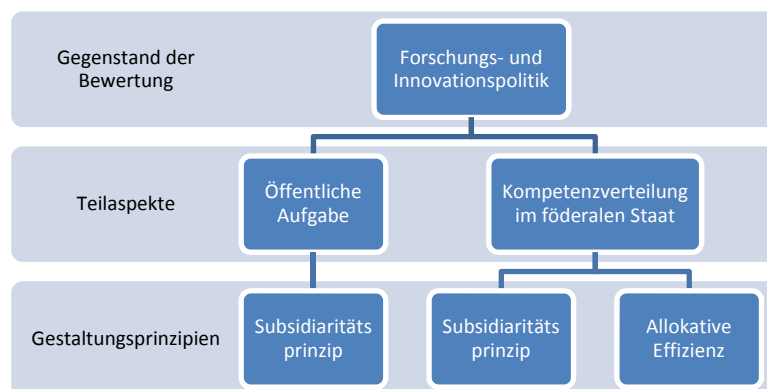 Gegenstand der
Bewertung
Forschungs- und
Innovationspolitik
Teilaspekte
Öffentliche
Aufgabe
Kompetenzverteilung
im föderalen Staat
Gestaltungsprinzipien
Subsidiaritäts
prinzip
Subsidiaritäts
prinzip
Allokative
Effizienz